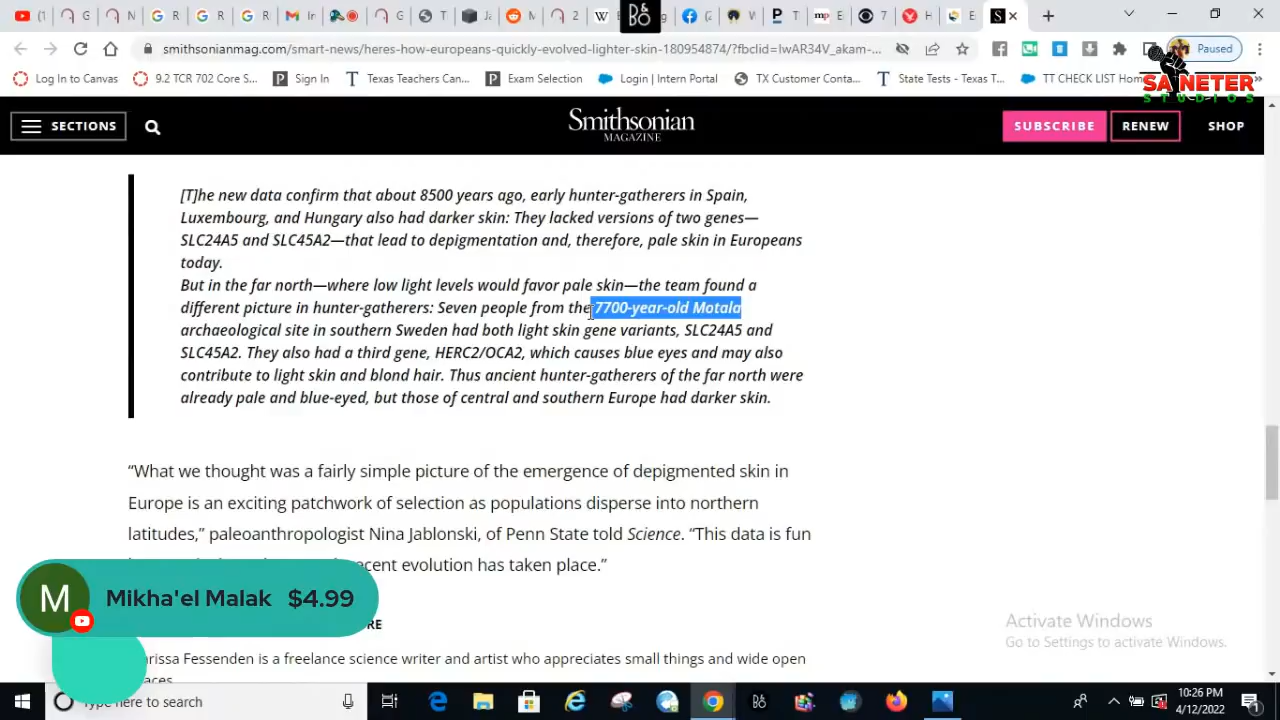 SA NETER
STUDIOS
smithsonianmag.com/smart-news/heres-how-europeans-quickly-evolved-lighter-skin-180954874/?fbclid=IwAR34V_akam-...
Paused
Log In to Canvas
9.2 TCR 702 Core S...
Sign In
Texas Teachers Can...
Exam Selection
Login | Intern Portal
TX Customer Conta...
State Tests - Texas T...
TT CHECK LIST
SECTIONS
Smithsonian
MAGAZINE
SUBSCRIBE
RENEW
SHOP
[T]he new data confirm that about 8500 years ago, early hunter-gatherers in Spain,
Luxembourg, and Hungary also had darker skin: They lacked versions of two genes—
SLC24A5 and SLC45A2—that lead to depigmentation and, therefore, pale skin in Europeans
today.
But in the far north—where low light levels would favor pale skin—the team found a
different picture in hunter-gatherers: Seven people from the 7700-year-old Motala
archaeological site in southern Sweden had both light skin gene variants, SLC24A5 and
SLC45A2. They also had a third gene, HERC2/OCA2, which causes blue eyes and may also
contribute to light skin and blond hair. Thus ancient hunter-gatherers of the far north were
already pale and blue-eyed, but those of central and southern Europe had darker skin.
“What we thought was a fairly simple picture of the emergence of depigmented skin in
Europe is an exciting patchwork of selection as populations disperse into northern
latitudes,” paleoanthropologist Nina Jablonski, of Penn State told Science. “This data is fun
recent evolution has taken place.”
M
Mikha'el Malak $4.99
Activate Windows
Go to Settings to activate Windows.
Marissa Fessenden is a freelance science writer and artist who appreciates small things and wide open
Type here to search
10:26 PM
4/12/2022